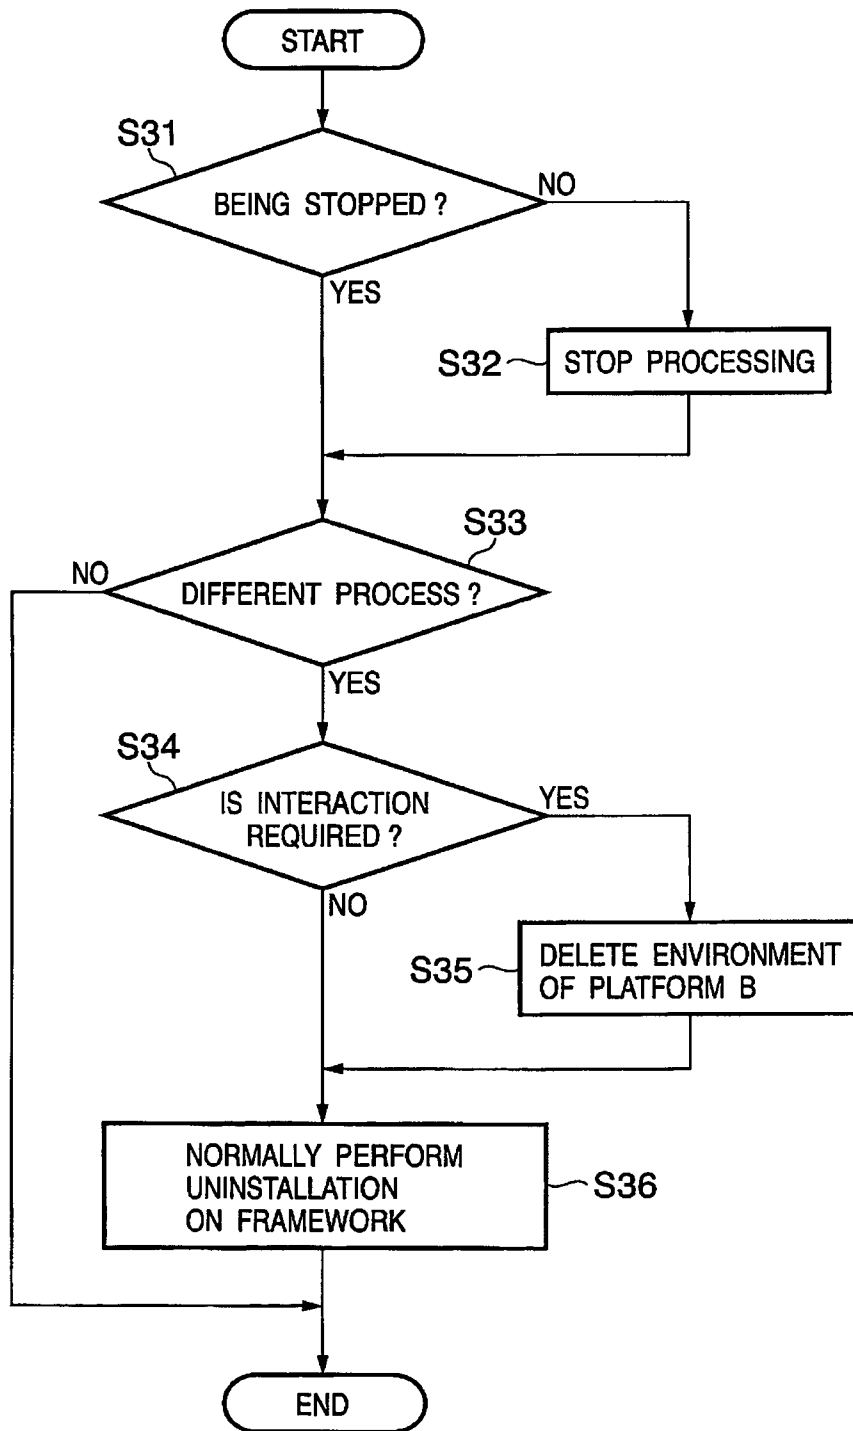 START
S31
BEING STOPPED ?
NO
YES
S32
STOP PROCESSING
S33
NO
DIFFERENT PROCESS ?
YES
S34
IS INTERACTION
REQUIRED ?
YES
NO
S35
DELETE ENVIRONMENT
OF PLATFORM B
NORMALLY PERFORM
UNINSTALLATION
ON FRAMEWORK
S36
END